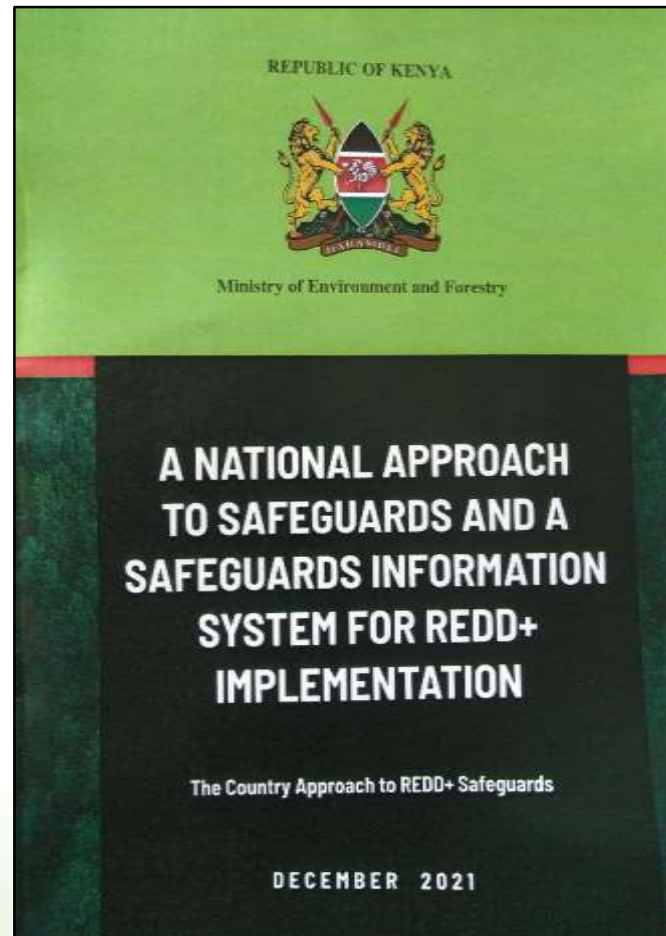 REPUBLIC OF KENYA
HARAMBEE
Ministry of Environment and Forestry
A NATIONAL APPROACH
TO SAFEGUARDS AND A
SAFEGUARDS INFORMATION
SYSTEM FOR REDD+
IMPLEMENTATION
The Country Approach to REDD+ Safeguards
DECEMBER 2021